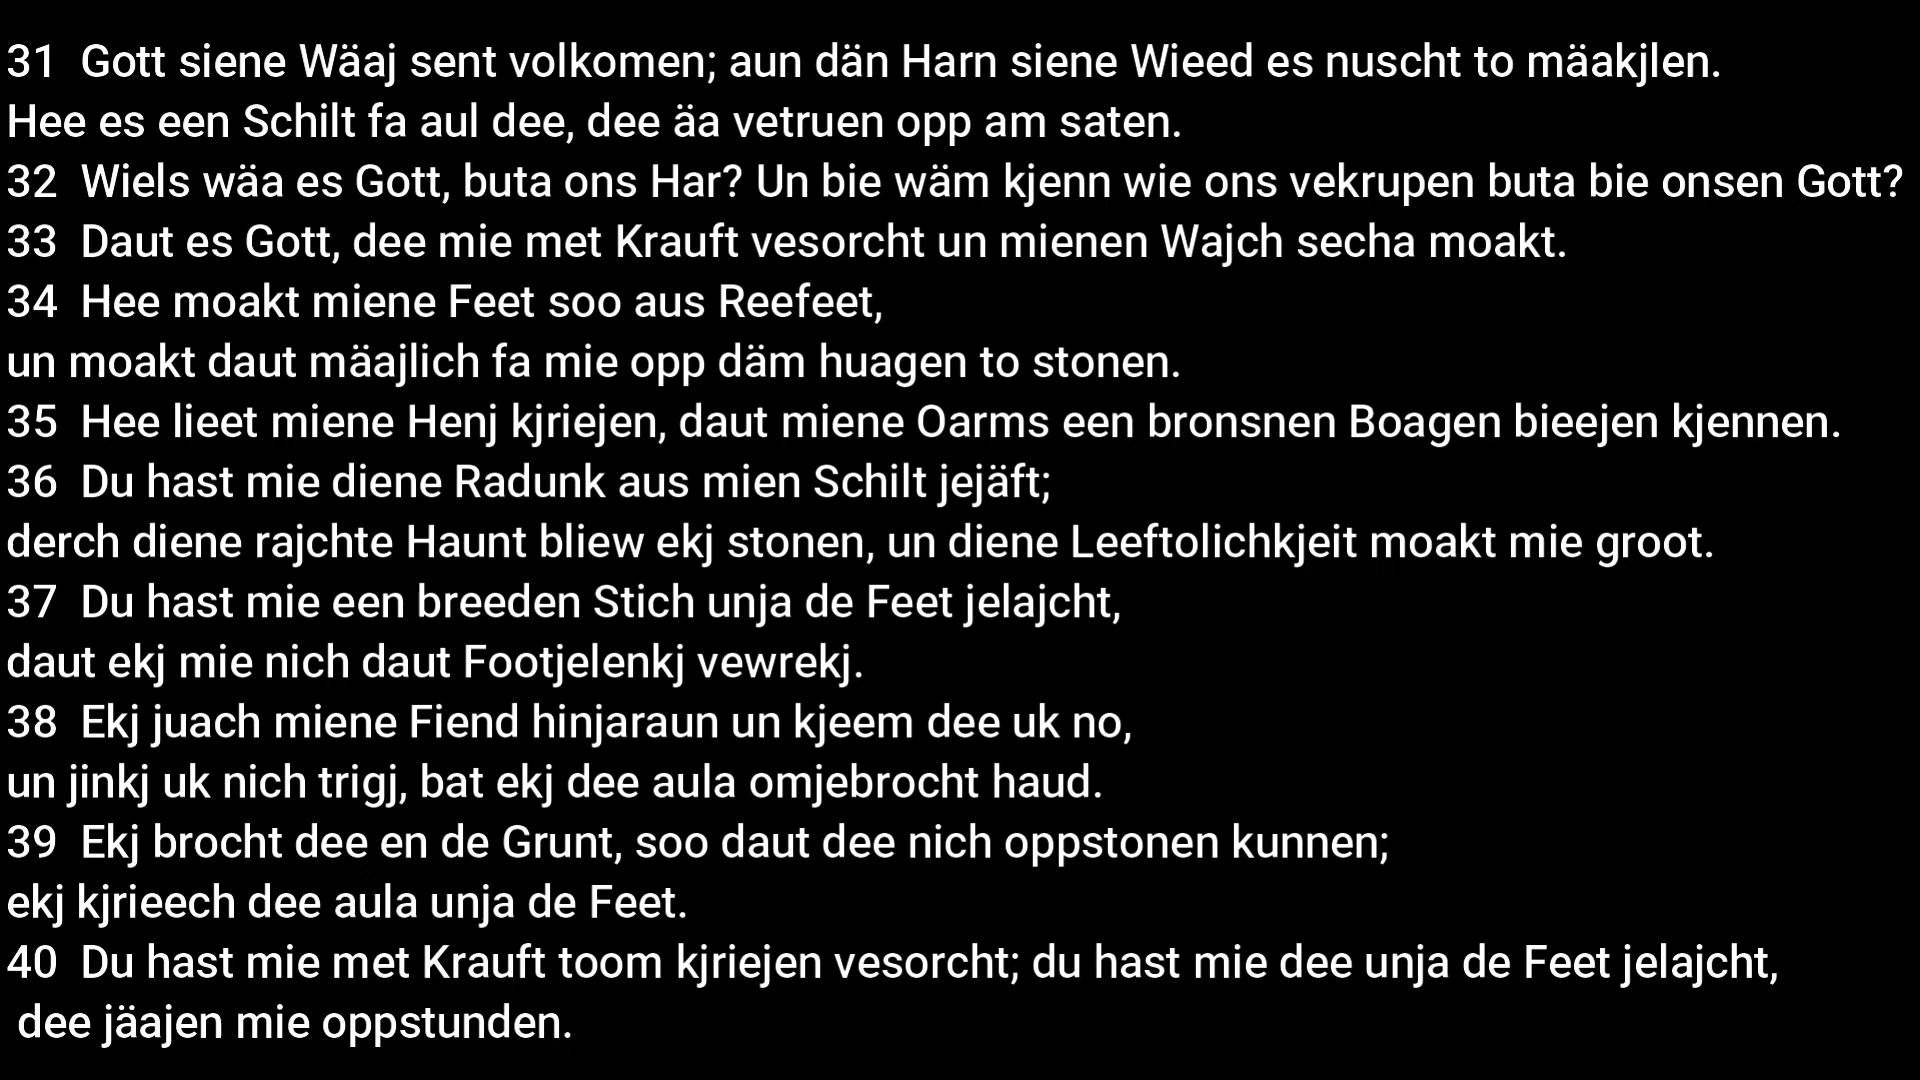 31  Gott siene Wäaj sent volkomen; aun dän Harn siene Wieed es nuscht to mäakjlen.
Hee es een Schilt fa aul dee, dee äa vetruen opp am saten.
32  Wiels wäa es Gott, buta ons Har? Un bie wäm kjenn wie ons vekrupen buta bie onsen Gott?
33  Daut es Gott, dee mie met Krauft vesorcht un mienen Wajch secha moakt.
34  Hee moakt miene Feet soo aus Reefeet,
un moakt daut mäajlich fa mie opp däm huagen to stonen.
35  Hee lieet miene Henj kjriejen, daut miene Oarms een bronsnen Boagen bieejen kjennen.
36  Du hast mie diene Radunk aus mien Schilt jejäft;
derch diene rajchte Haunt bliew ekj stonen, un diene Leeftolichkjeit moakt mie groot.
37  Du hast mie een breeden Stich unja de Feet jelajcht,
daut ekj mie nich daut Footjelenkj vewrekj.
38  Ekj juach miene Fiend hinjaraun un kjeem dee uk no,
un jinkj uk nich trigj, bat ekj dee aula omjebrocht haud.
39  Ekj brocht dee en de Grunt, soo daut dee nich oppstonen kunnen;
ekj kjrieech dee aula unja de Feet.
40  Du hast mie met Krauft toom kjriejen vesorcht; du hast mie dee unja de Feet jelajcht,
dee jäajen mie oppstunden.